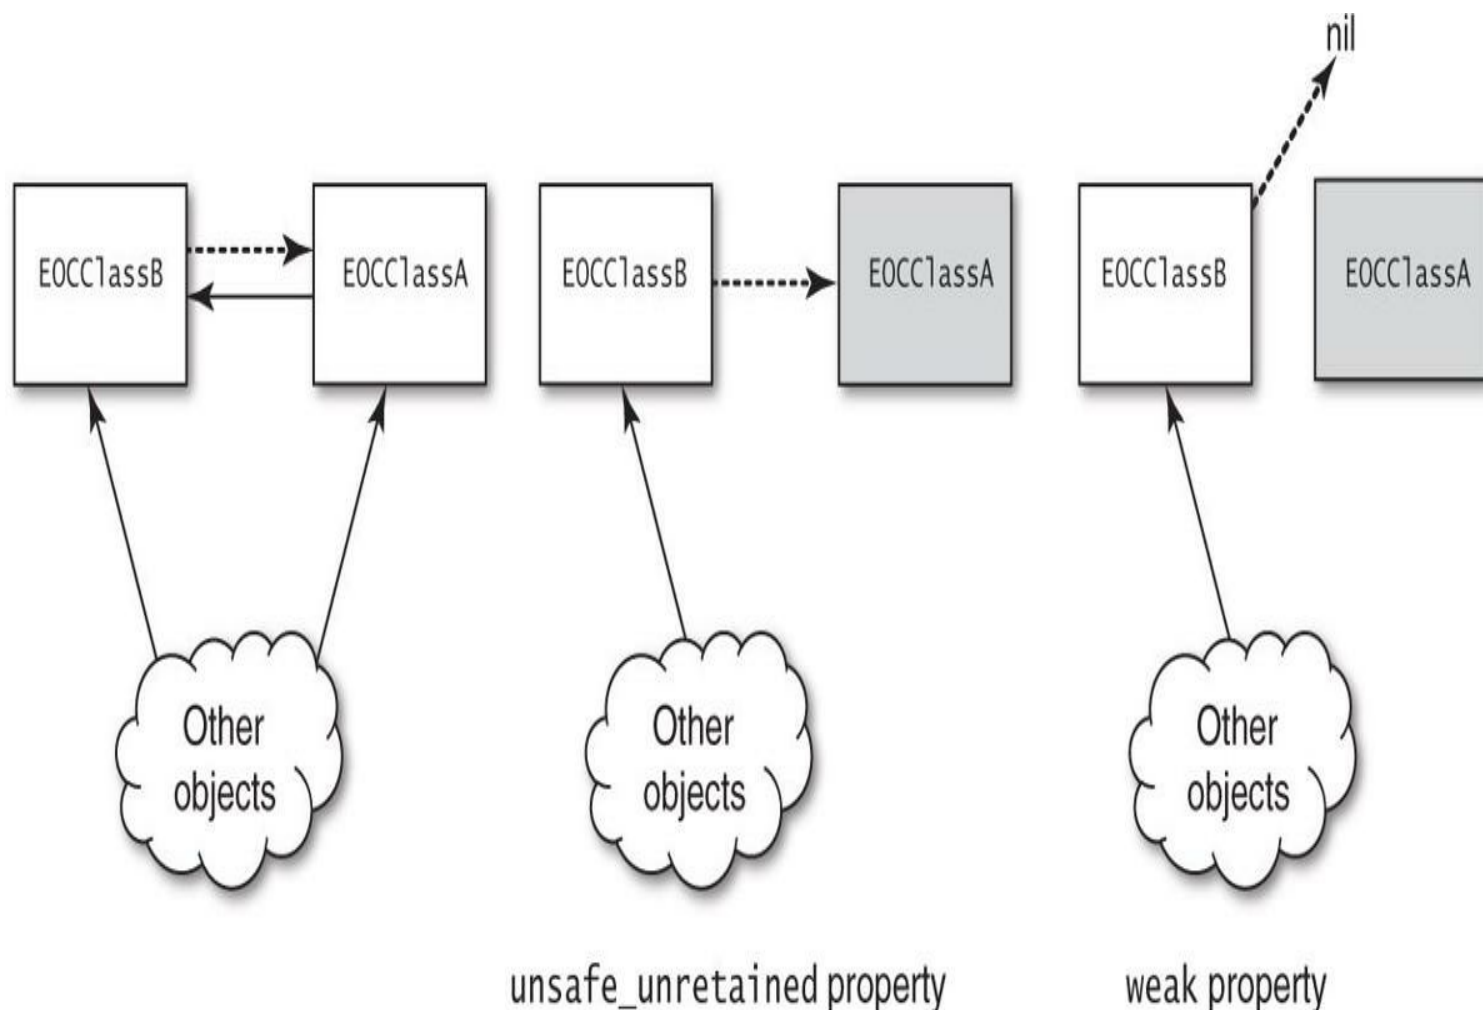 nil
EOCClassB
EOCClassA
EOCClassB
EOCClassA
EOCClassB
EOCClassA
Other
objects
Other
objects
Other
objects
unsafe_unretained property
weak property